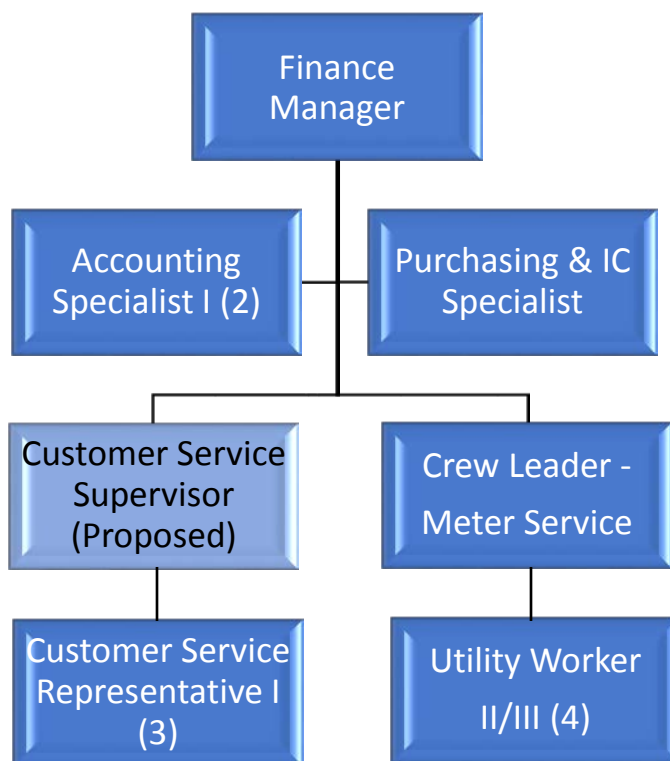 Finance
Manager
Accounting
Specialist I (2)
Purchasing & IC
Specialist
Customer Service
Supervisor
(Proposed)
Crew Leader -
Meter Service
Customer Service
Representative I
(3)
Utility Worker
II/III (4)